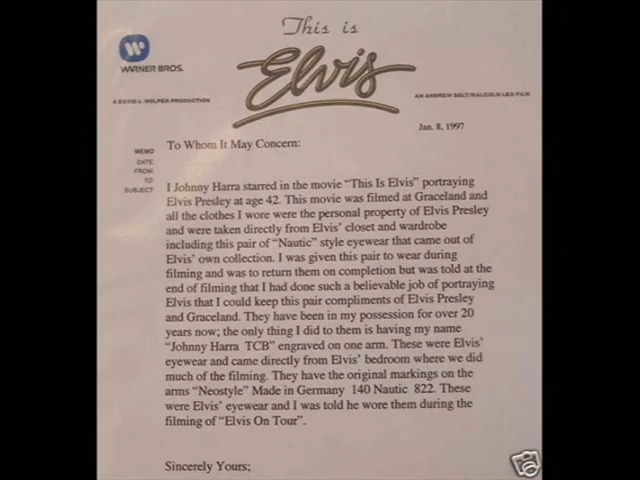 This is
Elvis
WARNER BROS.
A DAVID L. WOLPER PRODUCTION
AN ANDREW SOLT/MALCOLM LEO FILM
Jan. 8, 1997
MEMO
DATE:
FROM:
TO:
SUBJECT:
To Whom It May Concern:
I Johnny Harra starred in the movie “This Is Elvis” portraying
Elvis Presley at age 42. This movie was filmed at Graceland and
all the clothes I wore were the personal property of Elvis Presley
and were taken directly from Elvis’ closet and wardrobe
including this pair of “Nautic” style eyewear that came out of
Elvis’ own collection. I was given this pair to wear during
filming and was to return them on completion but was told at the
end of filming that I had done such a believable job of portraying
Elvis that I could keep this pair compliments of Elvis Presley
and Graceland. They have been in my possession for over 20
years now; the only thing I did to them is having my name
“Johnny Harra TCB” engraved on one arm. These were Elvis’
eyewear and came directly from Elvis’ bedroom where we did
much of the filming. They have the original markings on the
arms “Neostyle” Made in Germany 140 Nautic 822. These
were Elvis’ eyewear and I was told he wore them during the
filming of “Elvis On Tour”.
Sincerely Yours;